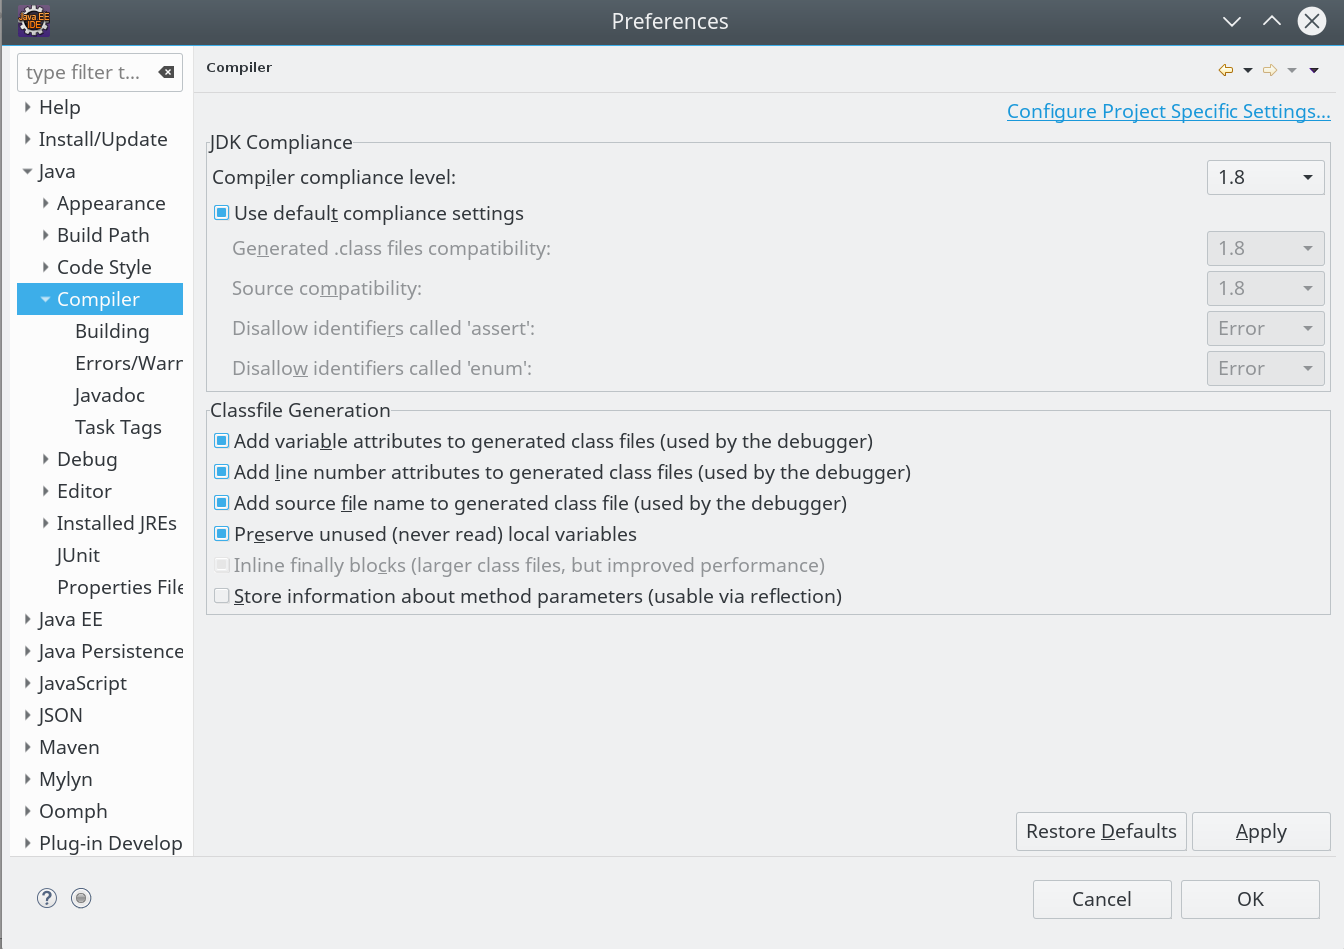 Java EE
IDE
Preferences
type filter t...
Help
Install/Update
Java
Appearance
Build Path
Code Style
Compiler
Building
Errors/Warr
Javadoc
Task Tags
Debug
Editor
Installed JREs
JUnit
Properties File
Java EE
Java Persistence
JavaScript
JSON
Maven
Mylyn
Oomph
Plug-in Develop
Compiler
Configure Project Specific Settings...
JDK Compliance
Compiler compliance level: 1.8
Use default compliance settings
Generated .class files compatibility: 1.8
Source compatibility: 1.8
Disallow identifiers called 'assert': Error
Disallow identifiers called 'enum': Error
Classfile Generation
Add variable attributes to generated class files (used by the debugger)
Add line number attributes to generated class files (used by the debugger)
Add source file name to generated class file (used by the debugger)
Preserve unused (never read) local variables
Inline finally blocks (larger class files, but improved performance)
Store information about method parameters (usable via reflection)
Restore Defaults Apply
? Cancel OK